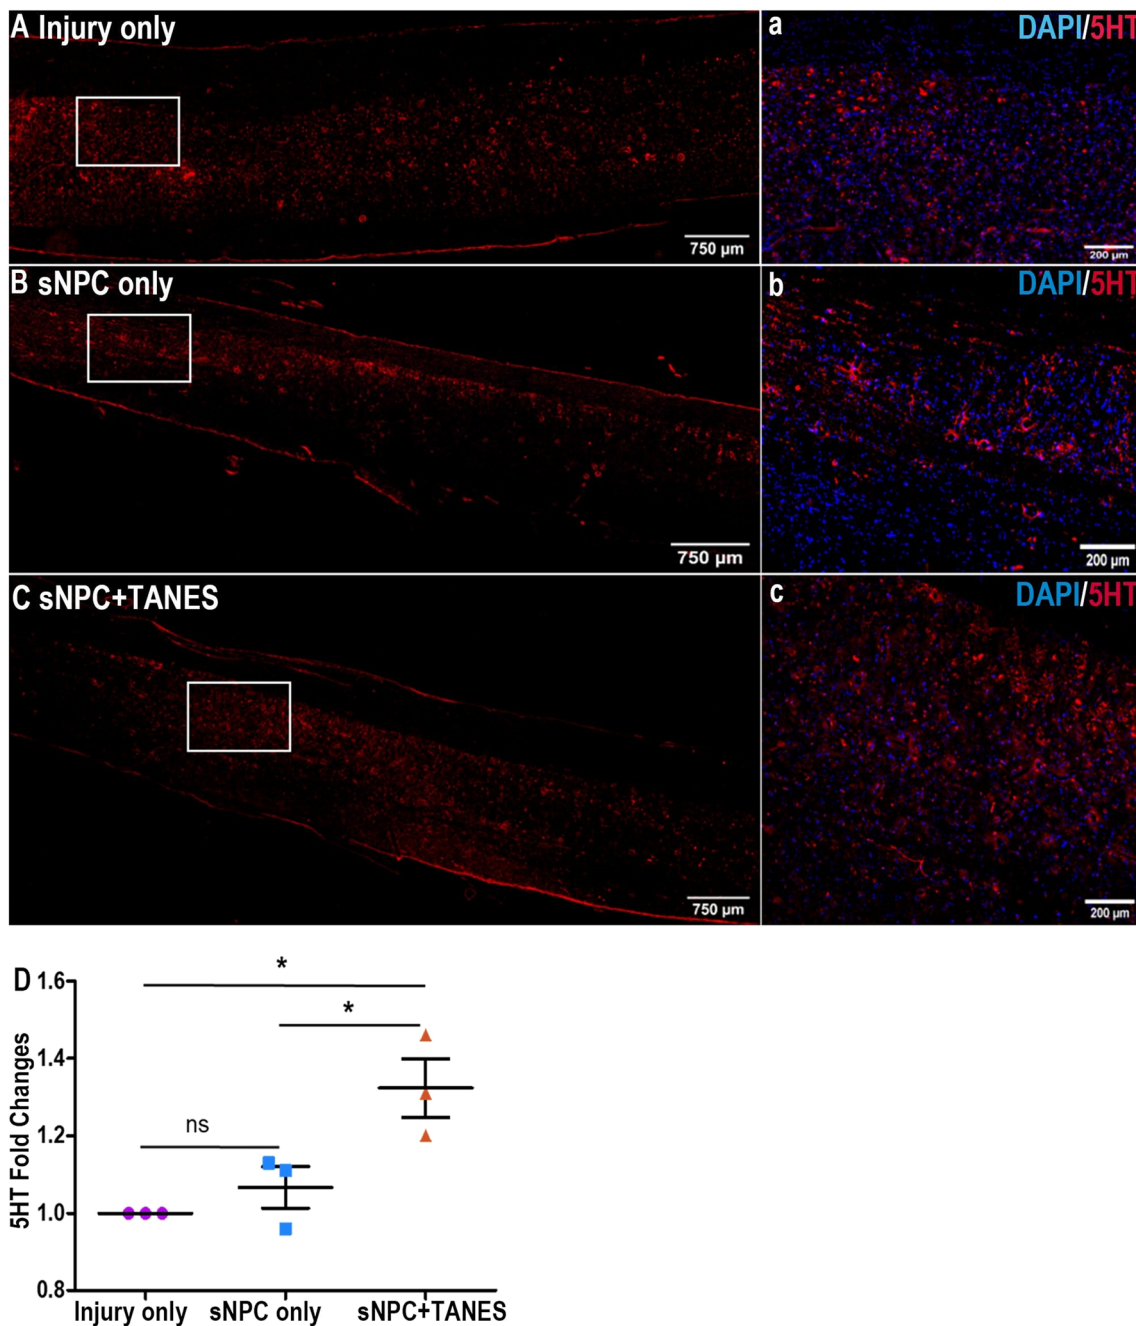 A Injury only
a
DAPI/5HT
750 µm
200 µm
B sNPC only
b
DAPI/5HT
750 µm
200 µm
C sNPC+TANES
c
DAPI/5HT
750 µm
200 µm
D
5HT Fold Changes
1.6
1.4
1.2
1.0
0.8
*
*
ns
Injury only
sNPC only
sNPC+TANES